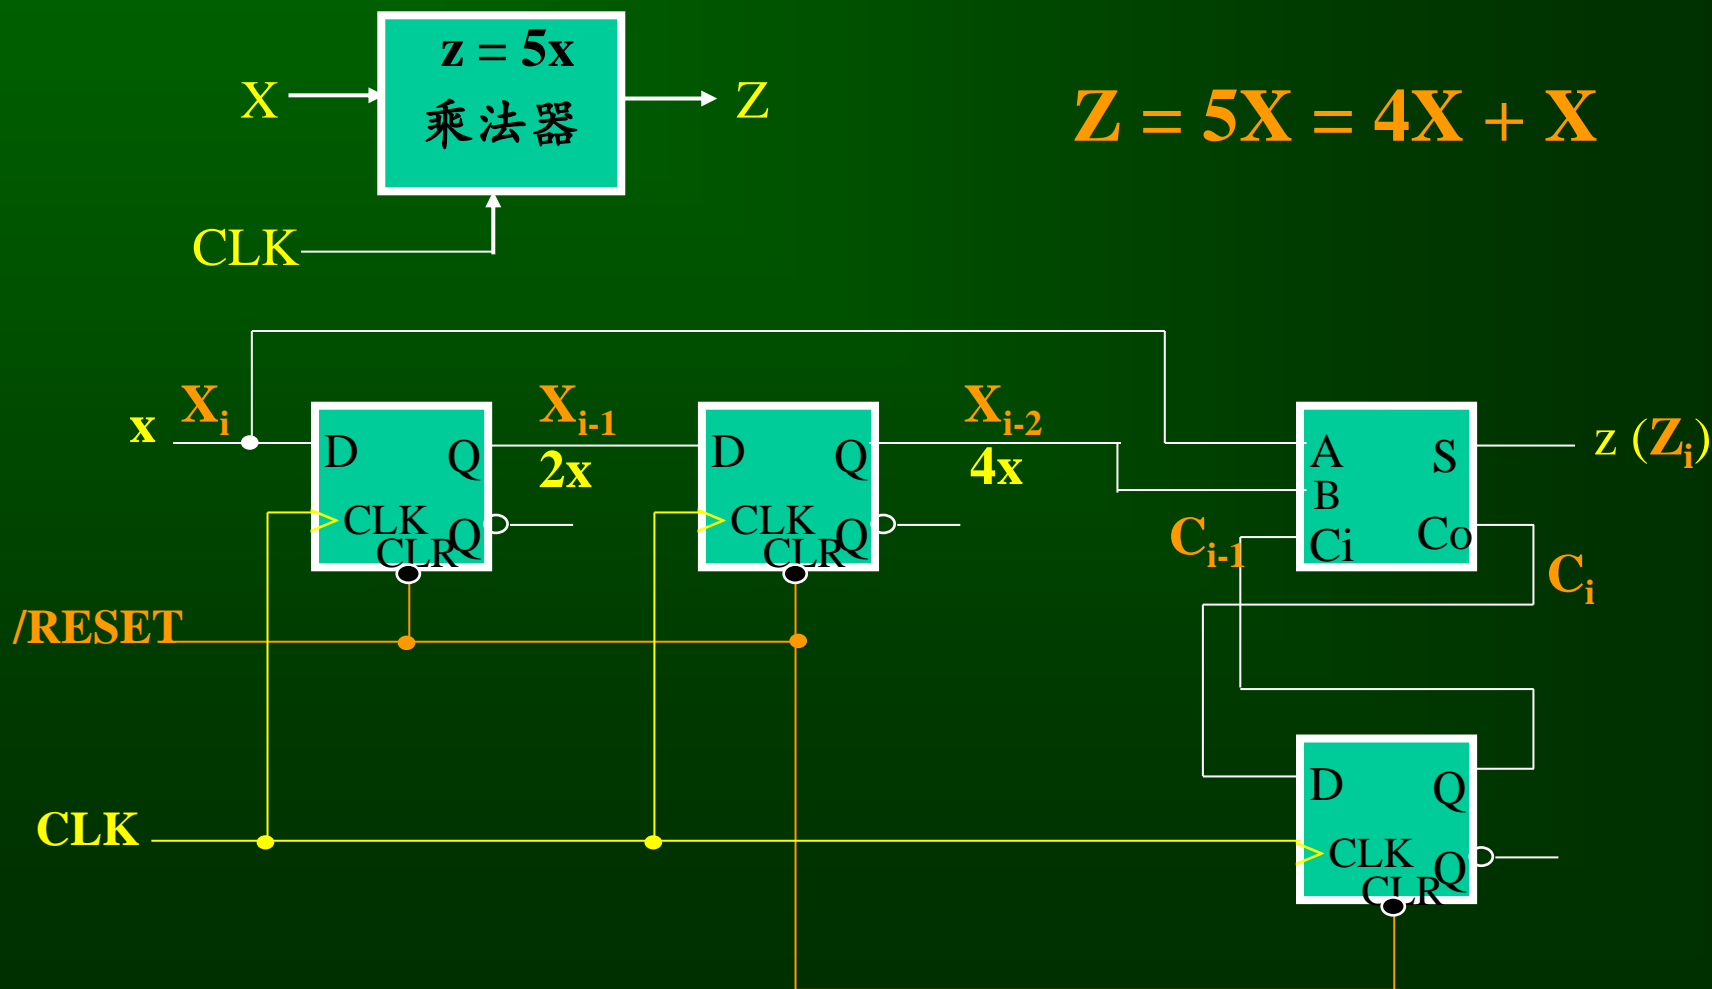 z = 5x
乘法器
X
Z
CLK
Z = 5X = 4X + X
x
Xi
Xi-1
2x
Xi-2
4x
D
Q
CLK
Q
CLR
D
Q
CLK
Q
CLR
A
S
B
Ci
Co
z (Zi)
Ci-1
Ci
/RESET
CLK
D
Q
CLK
Q
CLR